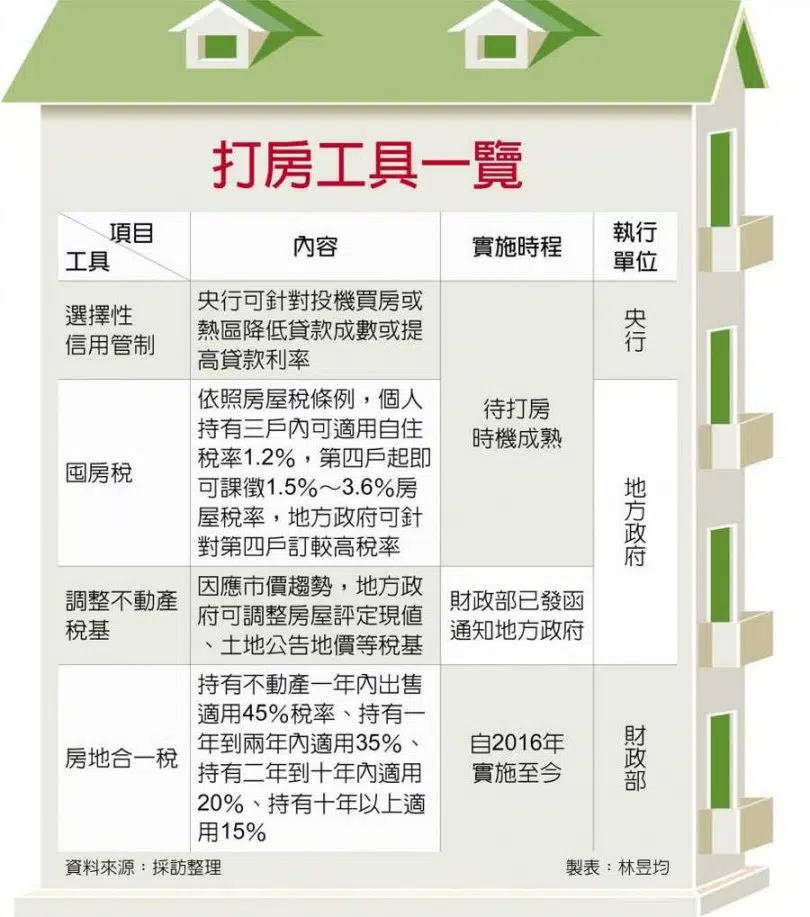 打房工具一覽
項目
工具
內容
實施時程
執行
單位
選擇性
信用管制
央行可針對投機買房或
熱區降低貸款成數或提
高貸款利率
待打房
時機成熟
央行
囤房稅
依照房屋稅條例，個人
持有三戶內可適用自住
稅率1.2%，第四戶起即
可課徵1.5%～3.6%房
屋稅率，地方政府可針
對第四戶訂較高稅率
地方政府
調整不動產
稅基
因應市價趨勢，地方政
府可調整房屋評定現值
、土地公告地價等稅基
財政部已發函
通知地方政府
房地合一稅
持有不動產一年內出售
適用45%稅率、持有一
年到兩年內適用35%、
持有二年到十年內適用
20%、持有十年以上適
用15%
自2016年
實施至今
財政部
資料來源：採訪整理
製表：林昱均